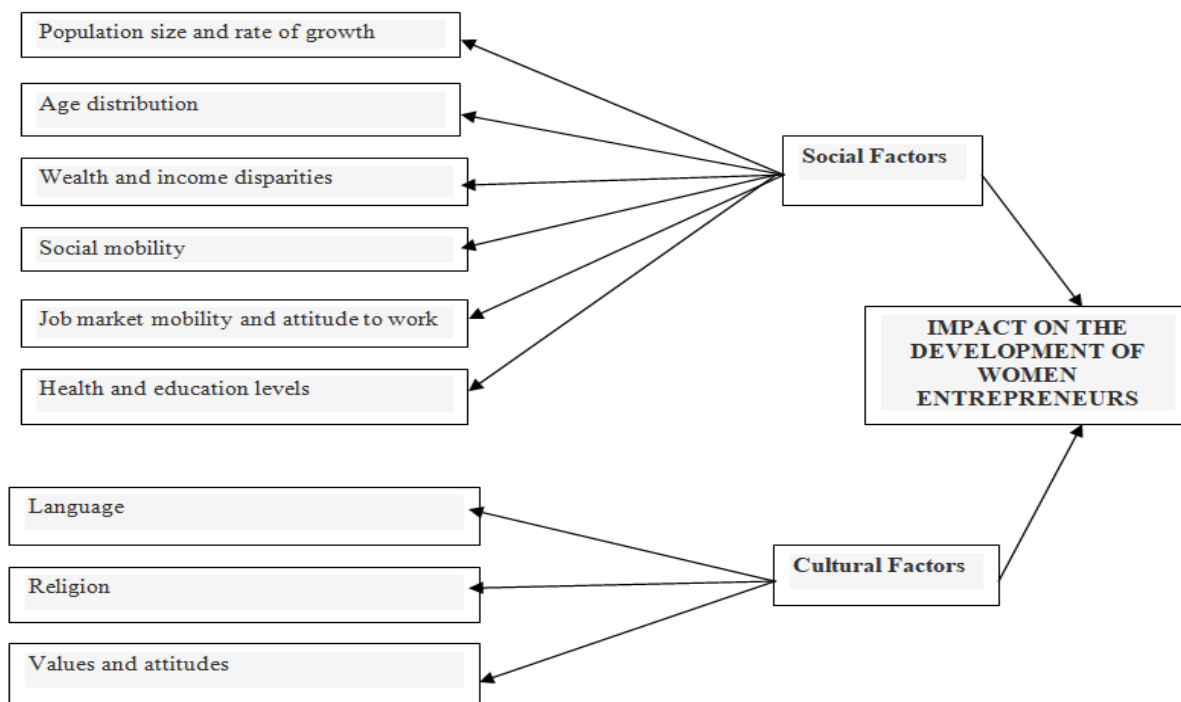 Population size and rate of growth
Age distribution
Wealth and income disparities
Social mobility
Job market mobility and attitude to work
Health and education levels
Social Factors
IMPACT ON THE
DEVELOPMENT OF
WOMEN
ENTREPRENEURS
Language
Religion
Values and attitudes
Cultural Factors